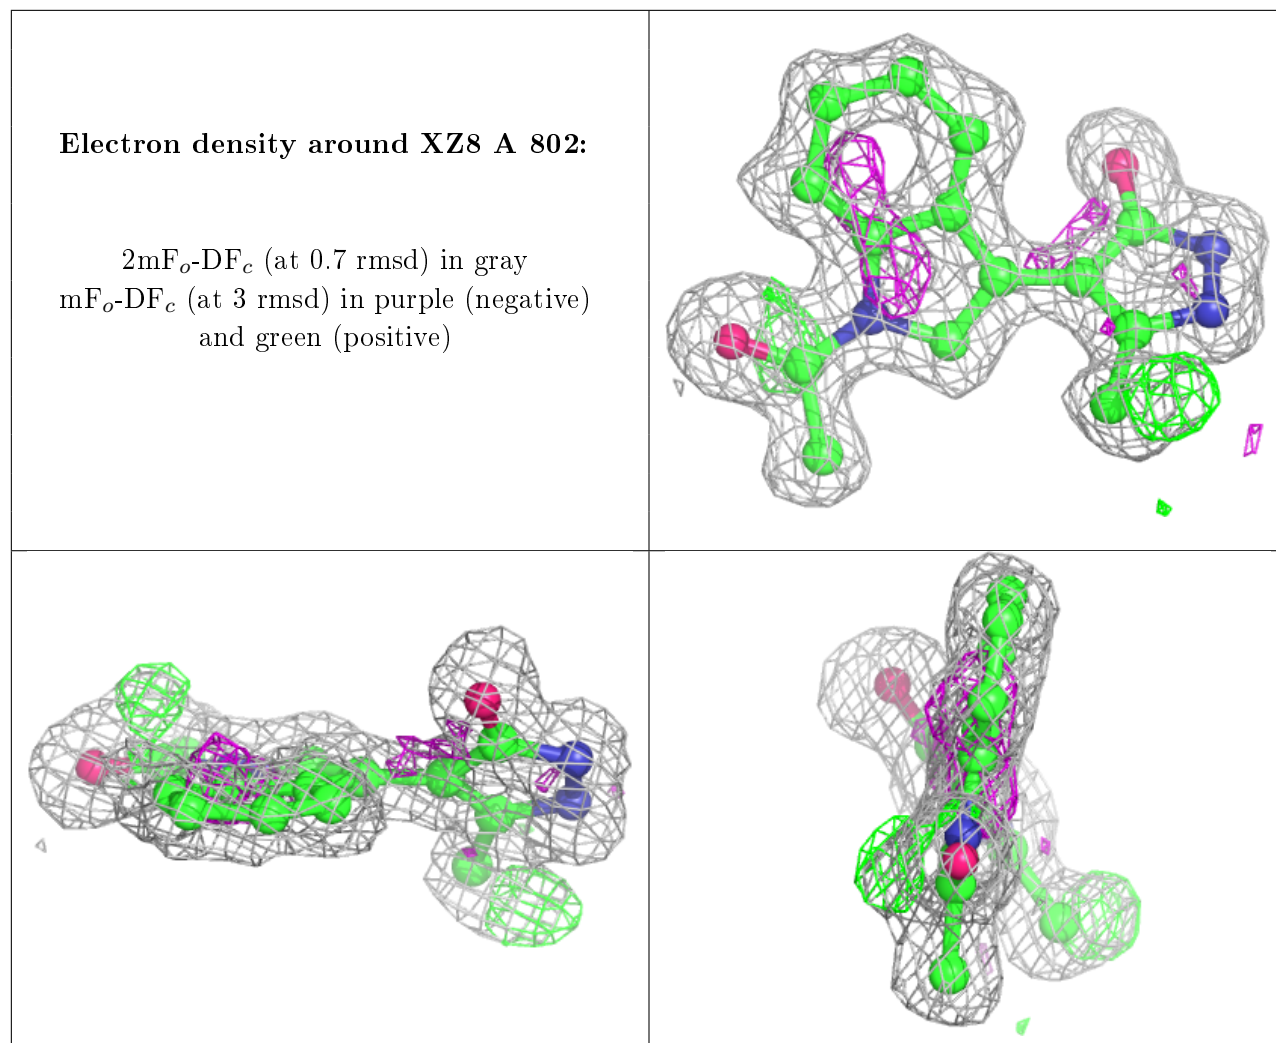 Electron density around XZ8 A 802:
2mFo-DFc (at 0.7 rmsd) in gray
mFo-DFc (at 3 rmsd) in purple (negative)
and green (positive)